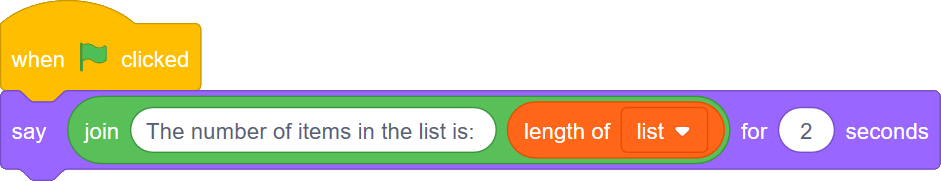 when clicked
say join The number of items in the list is: length of list for 2 seconds